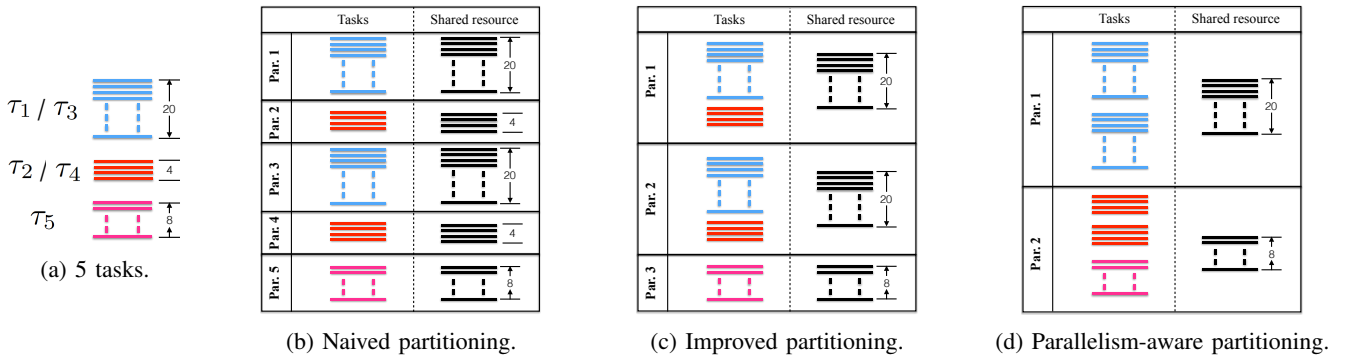 τ1 / τ3
20
τ2 / τ4
4
τ5
8
(a) 5 tasks.
Tasks
Shared resource
Par. 1
20
Par. 2
4
Par. 3
20
Par. 4
4
Par. 5
8
(b) Naived partitioning.
Tasks
Shared resource
Par. 1
20
Par. 2
20
Par. 3
8
(c) Improved partitioning.
Tasks
Shared resource
Par. 1
20
Par. 2
8
(d) Parallelism-aware partitioning.